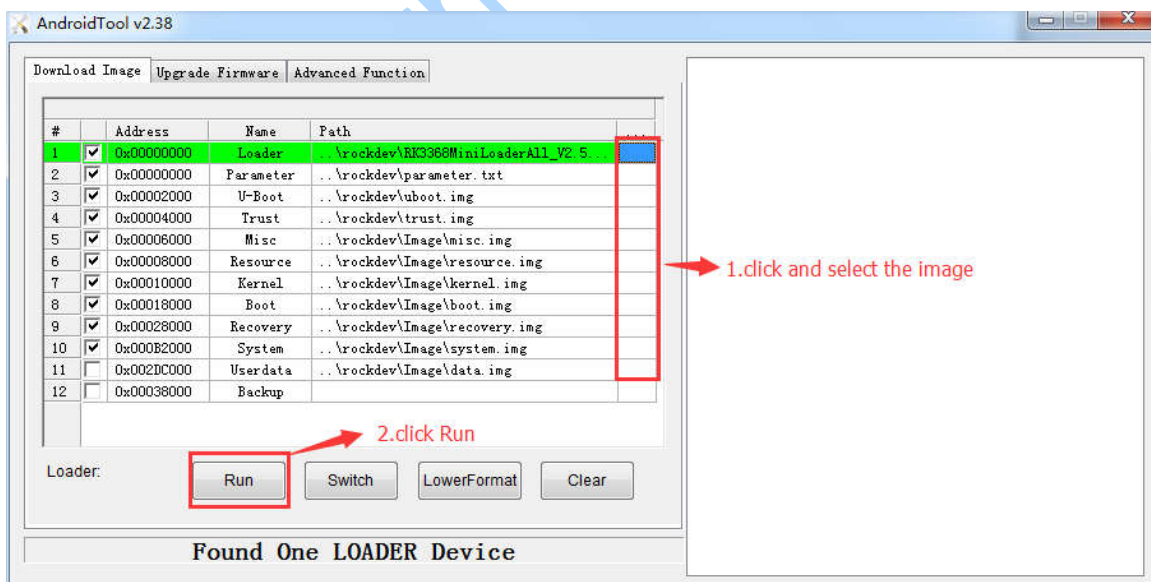 AndroidTool v2.38
Download Image Upgrade Firmware Advanced Function
# Address Name Path ...
1 0x00000000 Loader ..\rockdev\RK3368MiniLoaderAll_V2.5...
2 0x00000000 Parameter ..\rockdev\parameter.txt
3 0x00002000 U-Boot ..\rockdev\uboot.img
4 0x00004000 Trust ..\rockdev\trust.img
5 0x00006000 Misc ..\rockdev\Image\misc.img
6 0x00008000 Resource ..\rockdev\Image\resource.img
7 0x00010000 Kernel ..\rockdev\Image\kernel.img
8 0x00018000 Boot ..\rockdev\Image\boot.img
9 0x00028000 Recovery ..\rockdev\Image\recovery.img
10 0x000B2000 System ..\rockdev\Image\system.img
11 0x002DC000 Userdata ..\rockdev\Image\data.img
12 0x00038000 Backup
1.click and select the image
2.click Run
Loader: Run Switch LowerFormat Clear
Found One LOADER Device